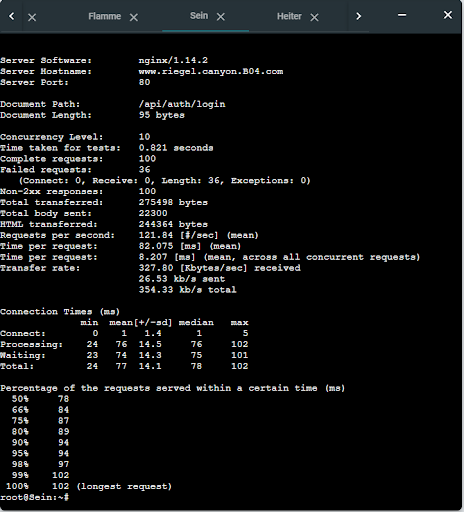 Flamme Sein Heiter
Server Software: nginx/1.14.2
Server Hostname: www.riegel.canyon.B04.com
Server Port: 80
Document Path: /api/auth/login
Document Length: 95 bytes
Concurrency Level: 10
Time taken for tests: 0.821 seconds
Complete requests: 100
Failed requests: 36
(Connect: 0, Receive: 0, Length: 36, Exceptions: 0)
Non-2xx responses: 100
Total transferred: 275498 bytes
Total body sent: 22300
HTML transferred: 244364 bytes
Requests per second: 121.84 [#/sec] (mean)
Time per request: 82.075 [ms] (mean)
Time per request: 8.207 [ms] (mean, across all concurrent requests)
Transfer rate: 327.80 [Kbytes/sec] received
26.53 kb/s sent
354.33 kb/s total
Connection Times (ms)
min mean[+/-sd] median max
Connect: 0 1 1.4 1 5
Processing: 24 76 14.5 76 102
Waiting: 23 74 14.3 75 101
Total: 24 77 14.1 78 102
Percentage of the requests served within a certain time (ms)
50% 78
66% 84
75% 87
80% 89
90% 94
95% 94
98% 97
99% 102
100% 102 (longest request)
root@Sein:~#